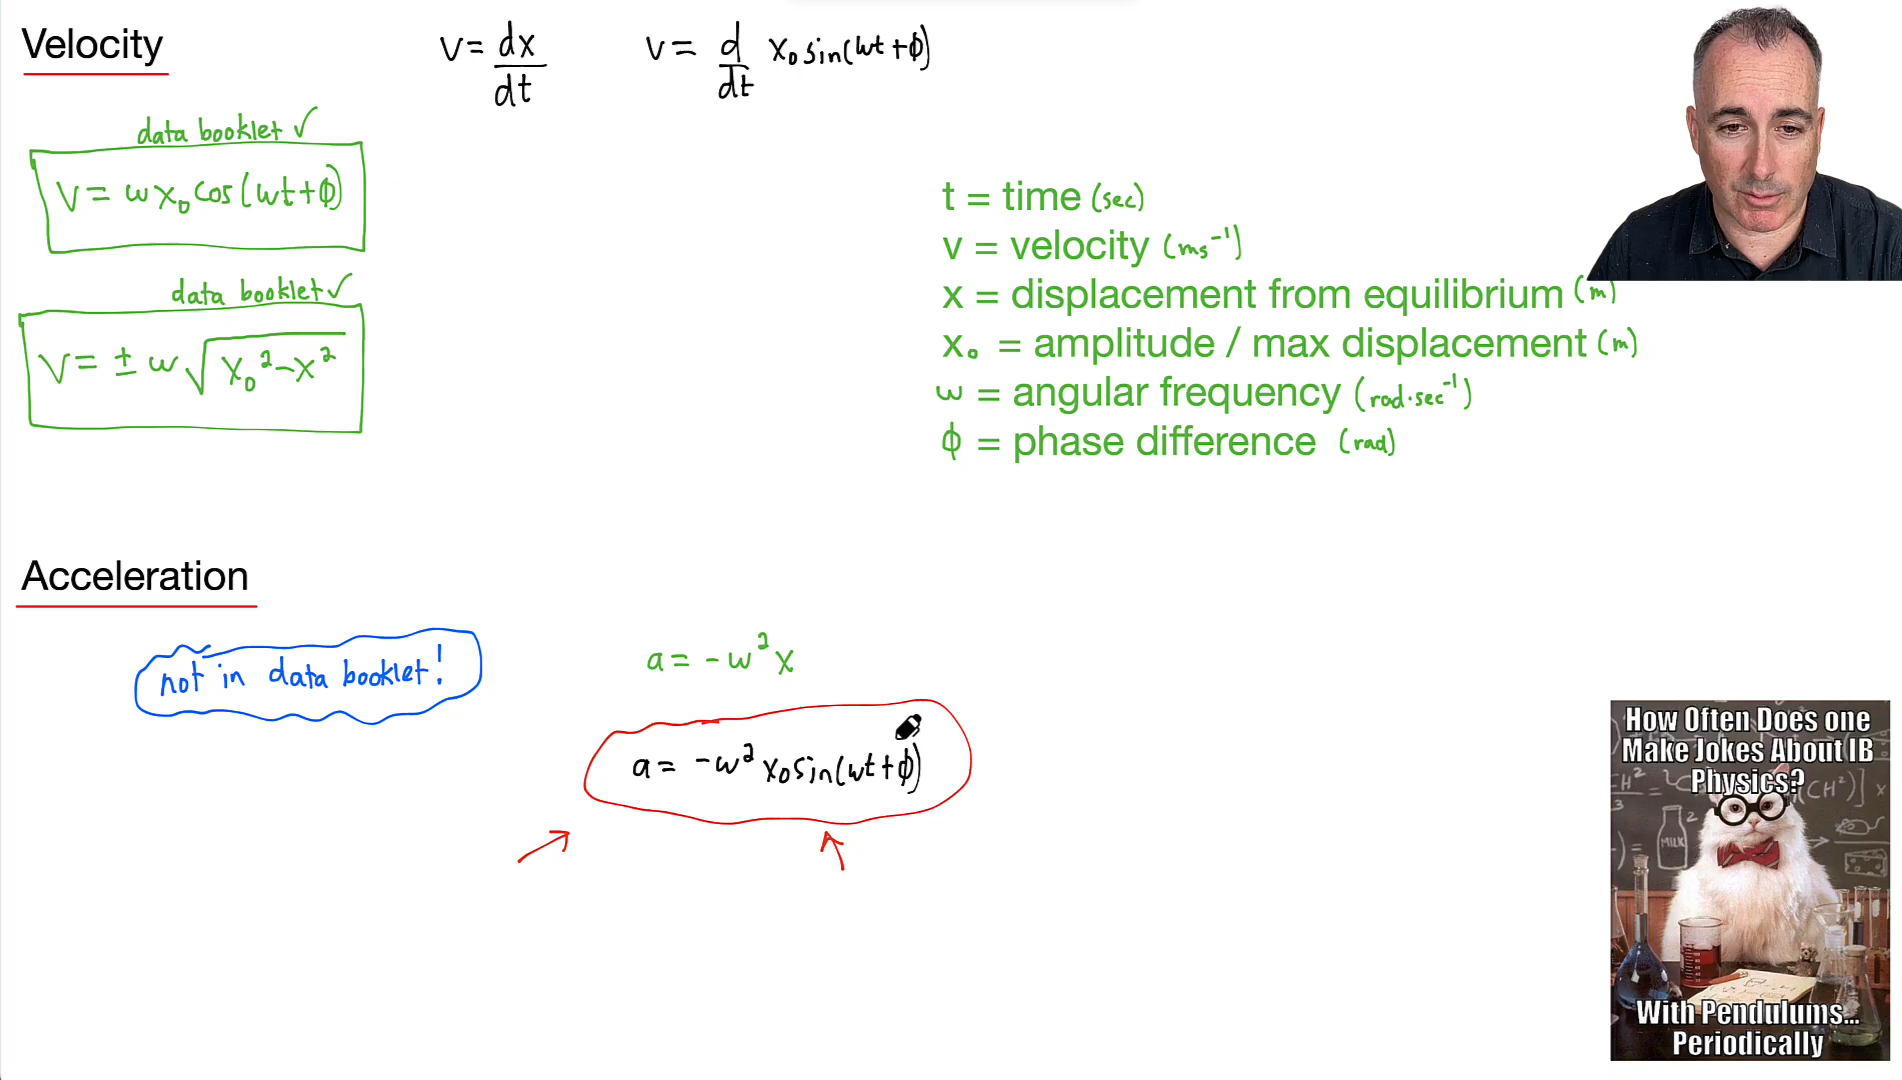 Velocity
v = dx/dt
v = d/dt x₀ sin(ωt + ϕ)
data booklet ✓
v = ωx₀ cos(ωt + ϕ)
data booklet ✓
v = ± ω√(x₀² − x²)
t = time (sec)
v = velocity (ms⁻¹)
x = displacement from equilibrium (m)
x₀ = amplitude / max displacement (m)
ω = angular frequency (rad·sec⁻¹)
ϕ = phase difference (rad)
Acceleration
not in data booklet!
a = −ω²x
a = −ω² x₀ sin(ωt + ϕ)
How Often Does one
Make Jokes About IB
Physics?
MILK
With Pendulums...
Periodically